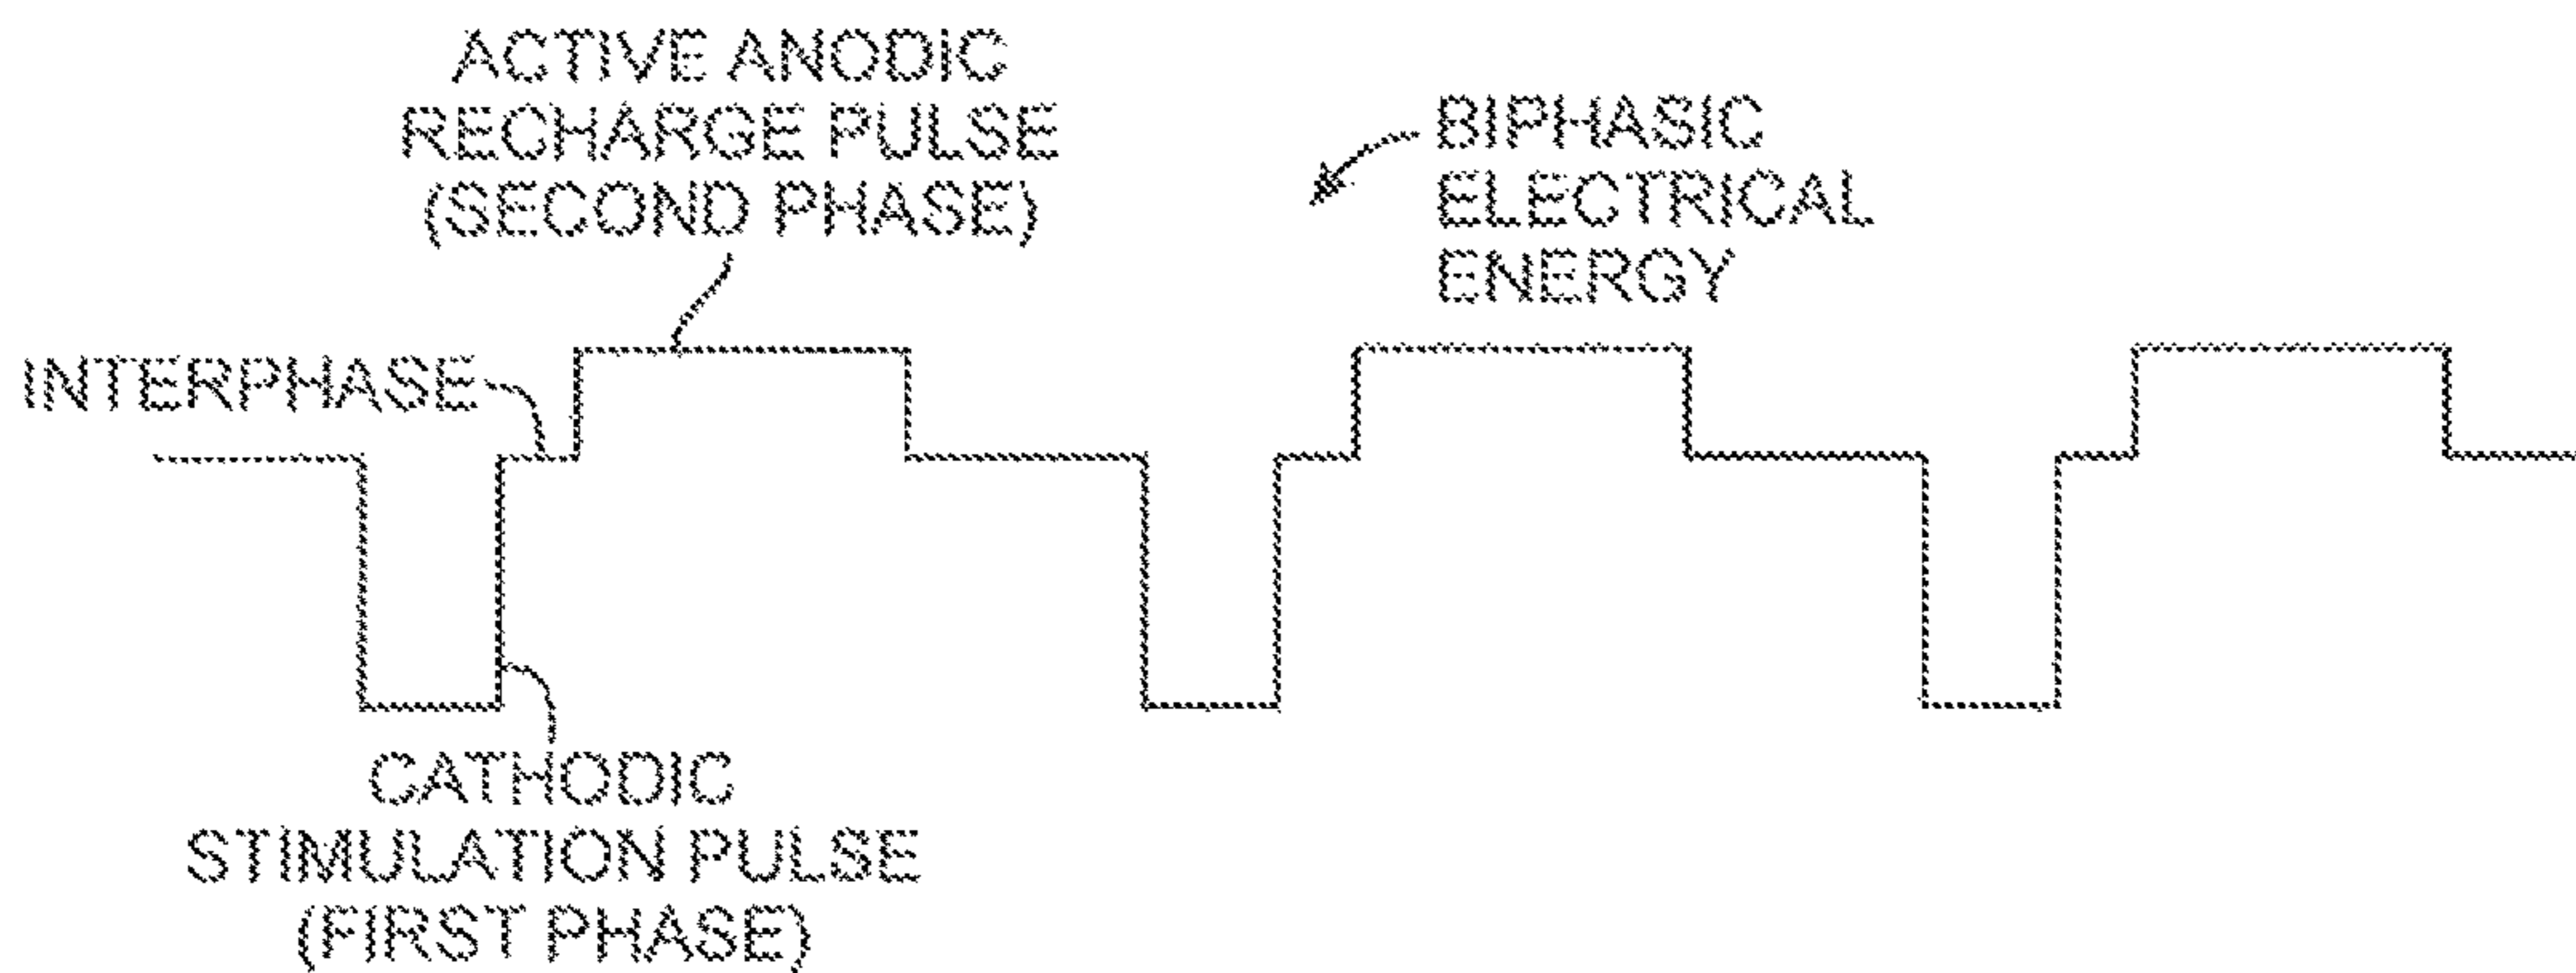 ACTIVE ANODIC
RECHARGE PULSE
(SECOND PHASE)
BIPHASIC
ELECTRICAL
ENERGY
INTERPHASE
CATHODIC
STIMULATION PULSE
(FIRST PHASE)